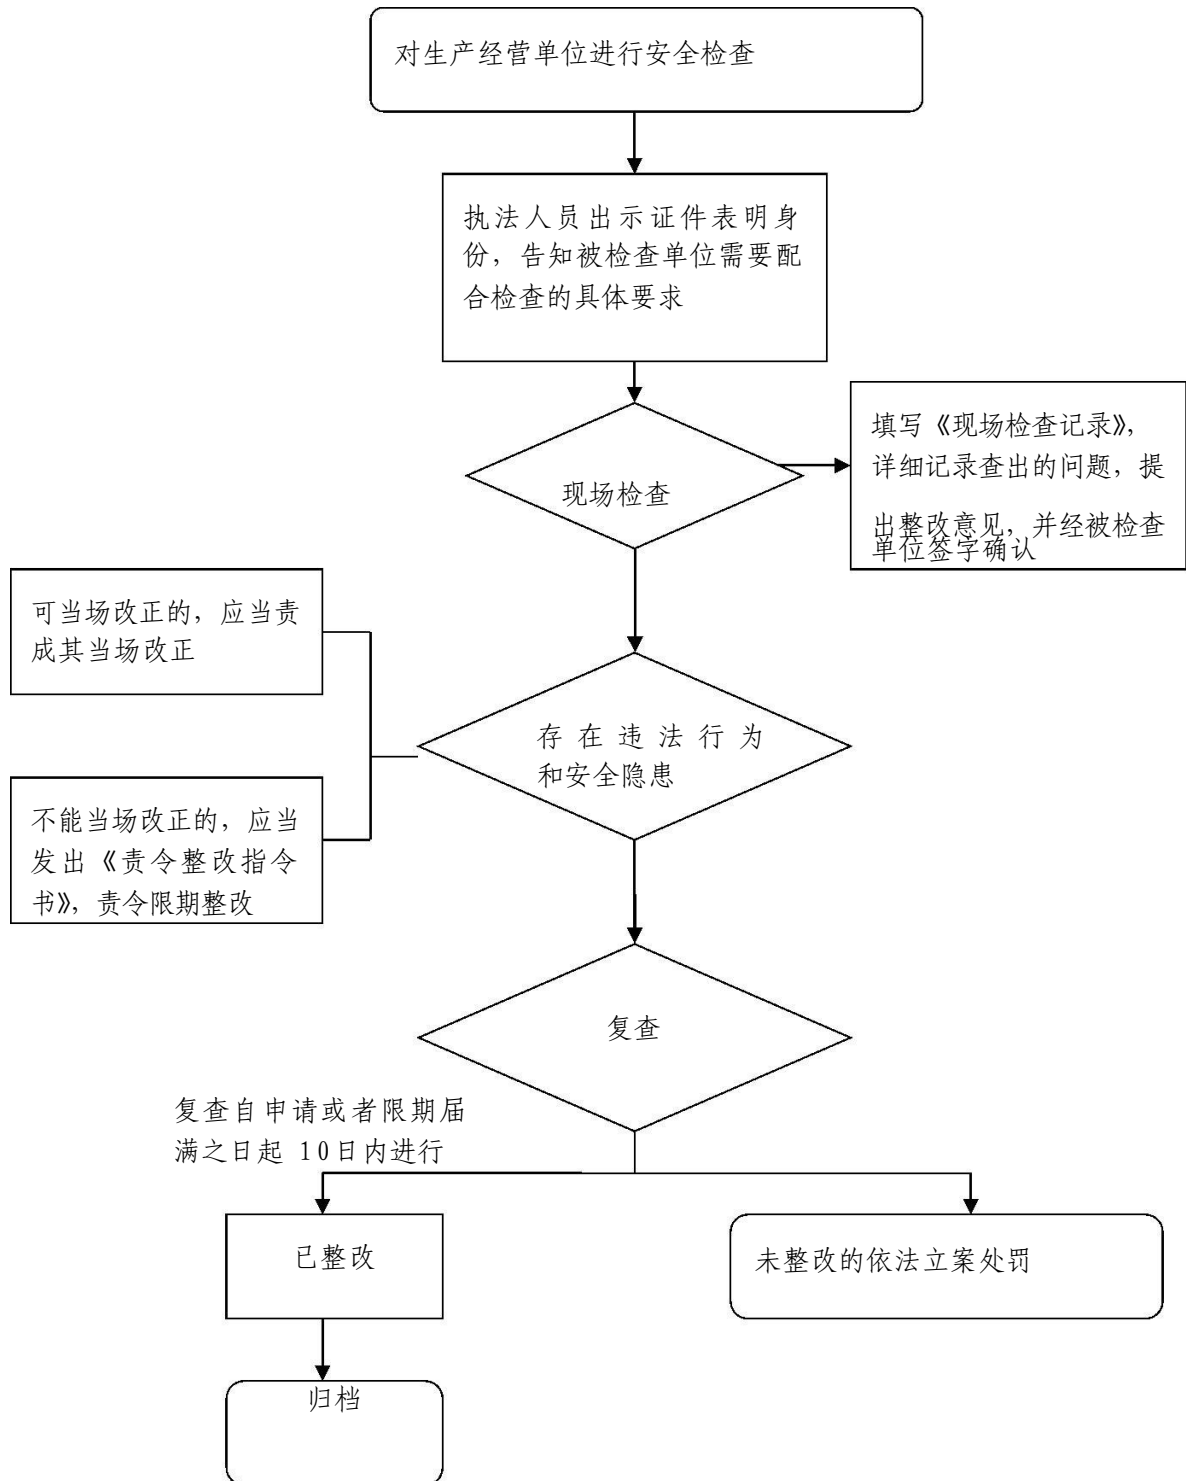 对生产经营单位进行安全检查
执法人员出示证件表明身
份，告知被检查单位需要配
合检查的具体要求
填写《现场检查记录》，
详细记录查出的问题，提
出整改意见，并经被检查
单位签字确认
现场检查
可当场改正的，应当责
成其当场改正
存在违法行为
和安全隐患
不能当场改正的，应当
发出《责令整改指令
书》，责令限期整改
复查
复查自申请或者限期届
满之日起 10日内进行
已整改
未整改的依法立案处罚
归档